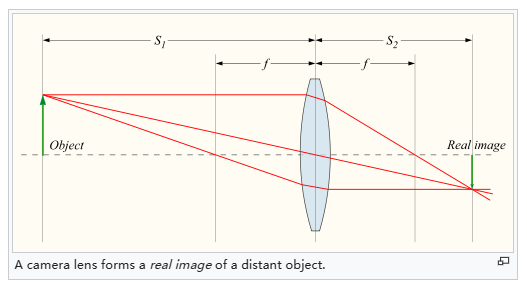 S1 S2
f f
Object Real image
A camera lens forms a real image of a distant object.